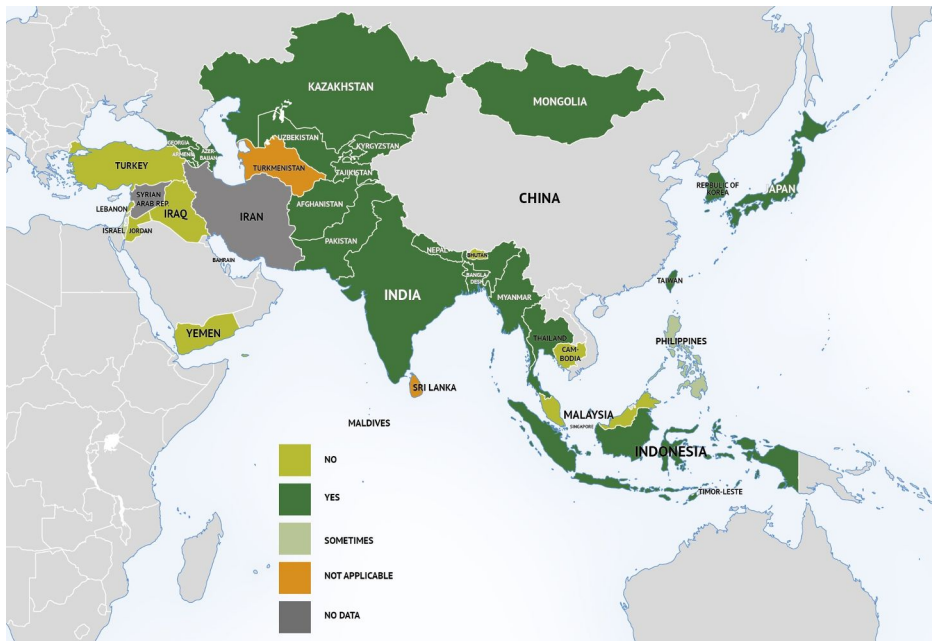 KAZAKHSTAN
MONGOLIA
UZBEKISTAN
KYRGYZSTAN
GEORGIA
ARMENIA
AZER-
BAIJAN
TURKEY
TURKMENISTAN
TAJIKISTAN
REPUBLIC OF
KOREA
JAPAN
SYRIAN
ARAB REP.
LEBANON
IRAQ
IRAN
AFGHANISTAN
CHINA
ISRAEL
JORDAN
PAKISTAN
NEPAL
BHUTAN
BAHRAIN
BANGLA
DESH
TAIWAN
INDIA
MYANMAR
YEMEN
THAILAND
PHILIPPINES
CAM-
BODIA
SRI LANKA
MALDIVES
MALAYSIA
SINGAPORE
INDONESIA
TIMOR-LESTE
NO
YES
SOMETIMES
NOT APPLICABLE
NO DATA